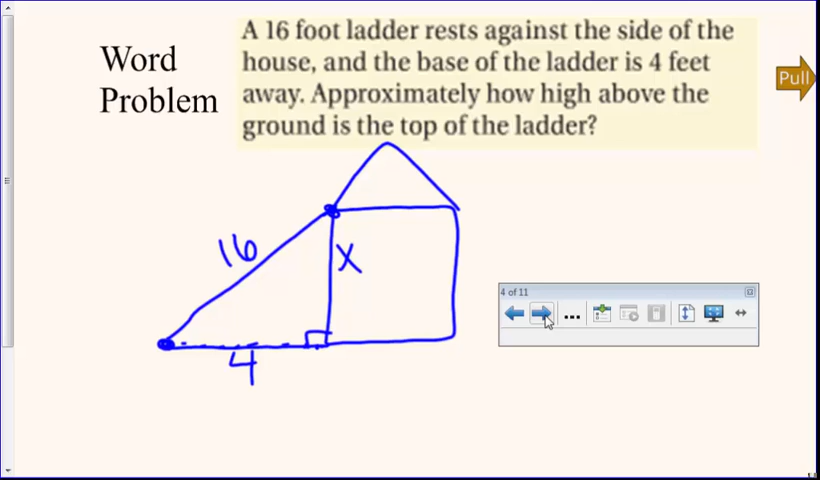 Word
Problem
A 16 foot ladder rests against the side of the
house, and the base of the ladder is 4 feet
away. Approximately how high above the
ground is the top of the ladder?
Pull
16
X
4
4 of 11
...